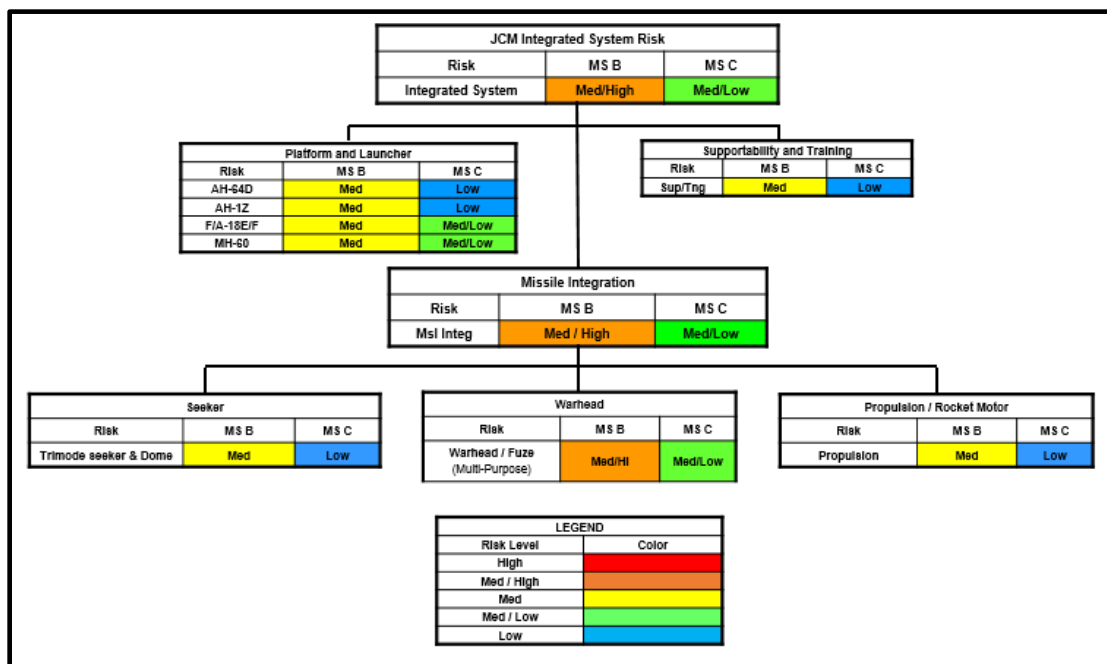 JCM Integrated System Risk
Risk MS B MS C
Integrated System Med/High Med/Low
Platform and Launcher
Risk MS B MS C
AH-64D Med Low
AH-1Z Med Low
F/A-18E/F Med Med/Low
MH-60 Med Med/Low
Supportability and Training
Risk MS B MS C
Sup/Tng Med Low
Missile Integration
Risk MS B MS C
Msl Integ Med / High Med/Low
Seeker
Risk MS B MS C
Trimode seeker & Dome Med Low
Warhead
Risk MS B MS C
Warhead / Fuze
(Multi-Purpose) Med/HI Med/Low
Propulsion / Rocket Motor
Risk MS B MS C
Propulsion Med Low
LEGEND
Risk Level Color
High
Med / High
Med
Med / Low
Low